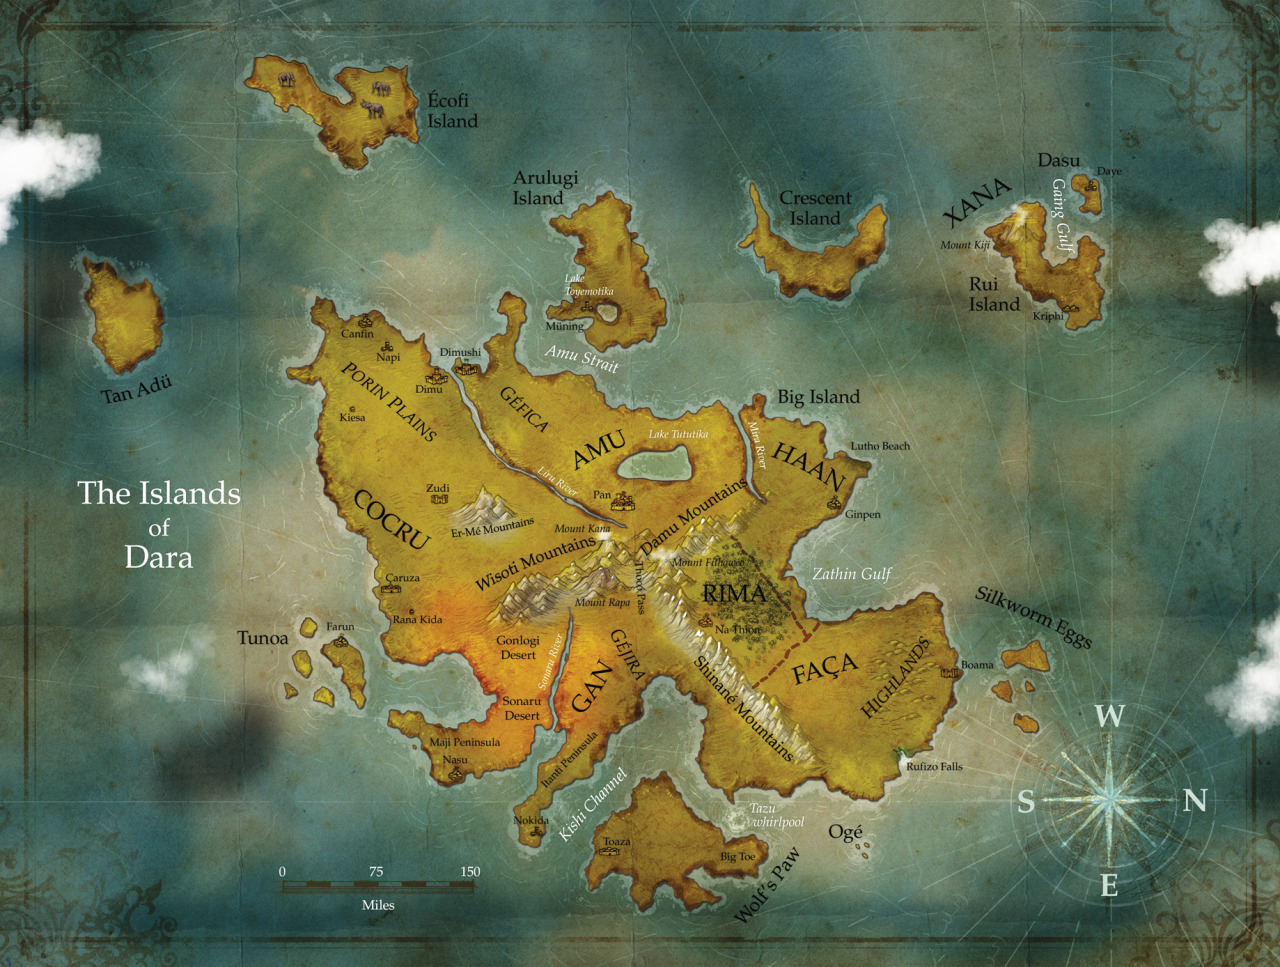 Écofi
Island
Arulugi
Island
Crescent
Island
Dasu
Daye
XANA
Gaing Gulf
Mount Kiji
Rui
Island
Kriphi
Lake
Toyemotika
Müning
Amu Strait
Tan Adü
Canfin
Napi
Dimushi
Dimu
PORIN PLAINS
GÉFICA
Kiesa
Big Island
AMU
Lake Tututika
Miru River
HAAN
Lutho Beach
Ginpen
The Islands
of
Dara
Zudi
COCRU
Er-Mé Mountains
Liru River
Pan
Mount Kana
Damu Mountains
Wisoti Mountains
Mount Fithowéo
Thoco Pass
Mount Rapa
RIMA
Na Thion
Zathin Gulf
Çaruza
Rana Kida
Tunoa
Farun
Gonlogi
Desert
Sonaru River
GÉJIRA
GAN
Sonaru
Desert
Shinané Mountains
FAÇA
HIGHLANDS
Silkworm Eggs
Boama
Maji Peninsula
Nasu
Itanti Peninsula
Rufizo Falls
Nokida
Kishi Channel
Toaza
Tazu
whirlpool
Big Toe
Wolf's Paw
Ogé
W
S
N
E
0 75 150
Miles